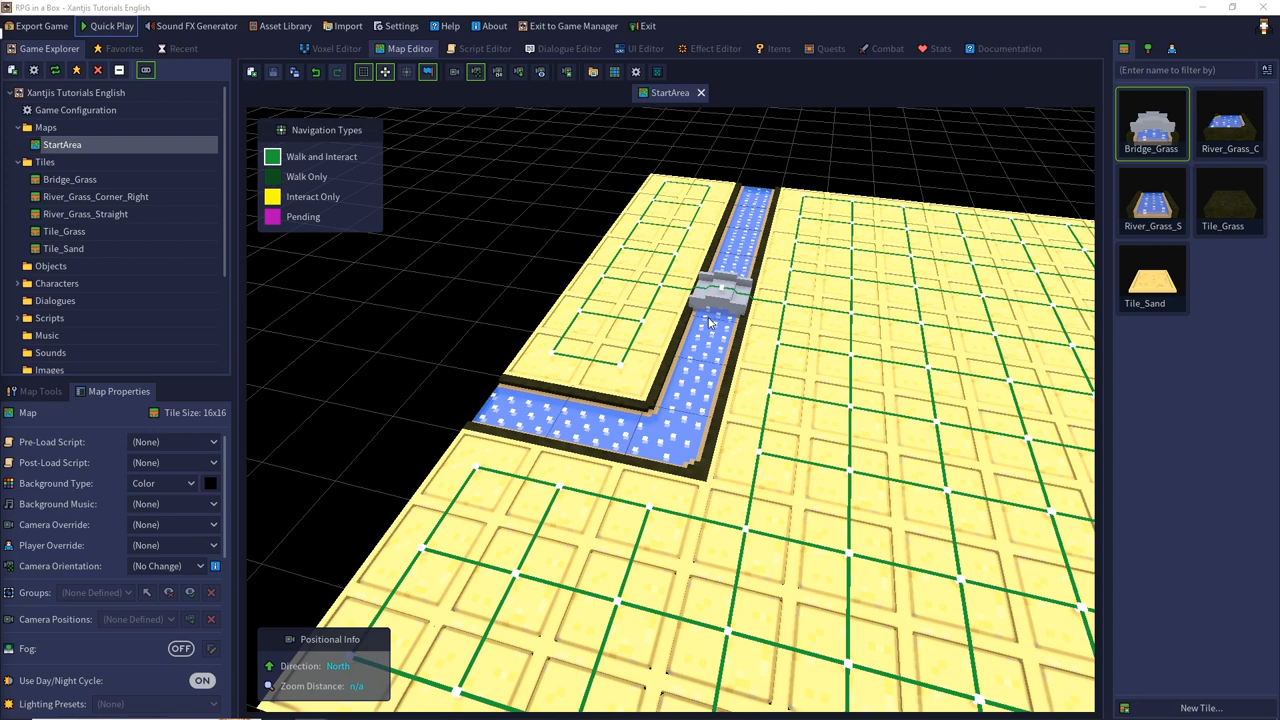 RPG in a Box — Xantjis Tutorials English
Export Game
Quick Play
Sound FX Generator
Asset Library
Import
Settings
Help
About
Exit to Game Manager
Exit
Game Explorer
Favorites
Recent
Voxel Editor
Map Editor
Script Editor
Dialogue Editor
UI Editor
Effect Editor
Items
Quests
Combat
Stats
Documentation
(Enter name to filter by)
StartArea
Xantjis Tutorials English
Game Configuration
Maps
StartArea
Tiles
Bridge_Grass
River_Grass_Corner_Right
River_Grass_Straight
Tile_Grass
Tile_Sand
Objects
Characters
Dialogues
Scripts
Music
Sounds
Images
Navigation Types
Walk and Interact
Walk Only
Interact Only
Pending
Bridge_Grass
River_Grass_C
River_Grass_S
Tile_Grass
Tile_Sand
Map Tools
Map Properties
Map
Tile Size: 16x16
Pre-Load Script: (None)
Post-Load Script: (None)
Background Type: Color
Background Music: (None)
Camera Override: (None)
Player Override: (None)
Camera Orientation: (No Change)
Groups: (None Defined)
Camera Positions: (None Defined)
Fog: OFF
Use Day/Night Cycle: ON
Lighting Presets: (None)
Positional Info
Direction: North
Zoom Distance: n/a
New Tile...